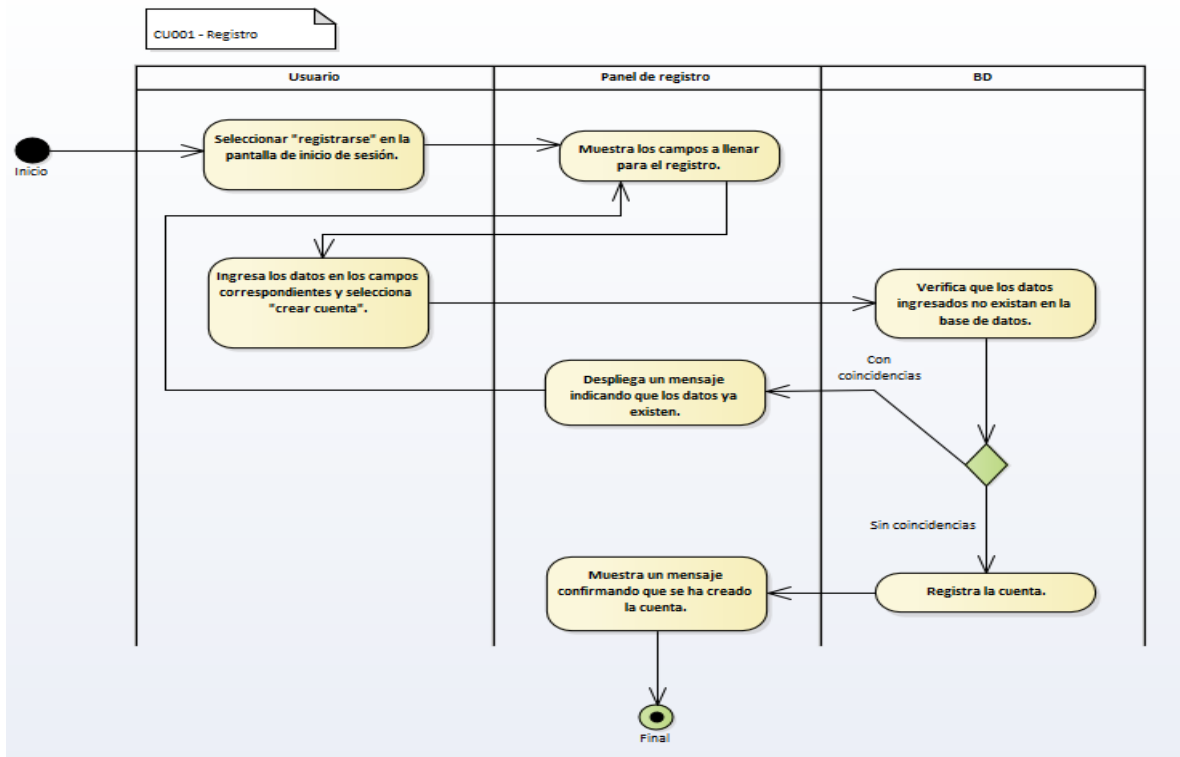 CU001 - Registro
Usuario
Panel de registro
BD
Inicio
Seleccionar "registrarse" en la
pantalla de inicio de sesión.
Muestra los campos a llenar
para el registro.
Ingresa los datos en los campos
correspondientes y selecciona
"crear cuenta".
Verifica que los datos
ingresados no existan en la
base de datos.
Con
coincidencias
Despliega un mensaje
indicando que los datos ya
existen.
Sin coincidencias
Muestra un mensaje
confirmando que se ha creado
la cuenta.
Registra la cuenta.
Final